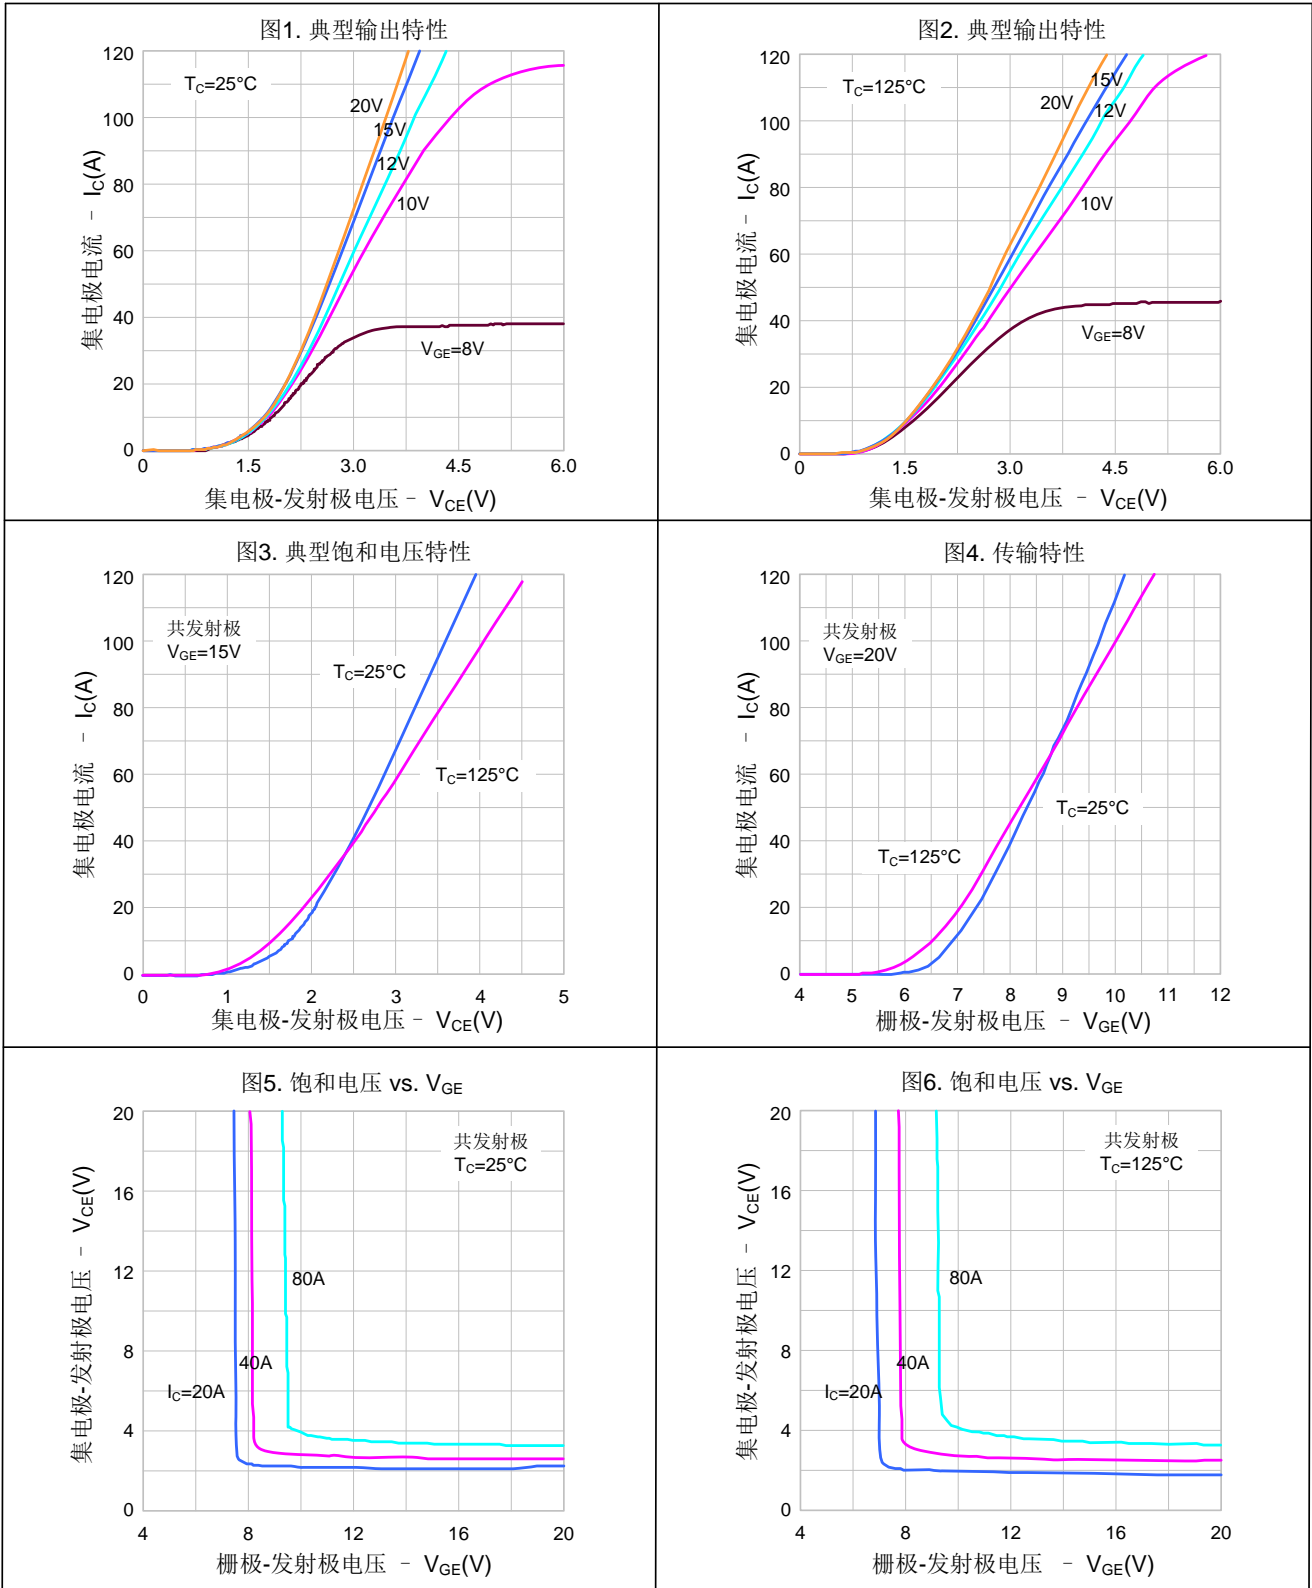 图1. 典型输出特性
120
100
80
60
40
20
0
集电极电流 － IC(A)
TC=25°C
20V
15V
12V
10V
VGE=8V
0 1.5 3.0 4.5 6.0
集电极-发射极电压 － VCE(V)
图2. 典型输出特性
120
100
80
60
40
20
0
集电极电流 － IC(A)
TC=125°C
15V
20V
12V
10V
VGE=8V
0 1.5 3.0 4.5 6.0
集电极-发射极电压 － VCE(V)
图3. 典型饱和电压特性
120
100
80
60
40
20
0
集电极电流 － IC(A)
共发射极
VGE=15V
TC=25°C
TC=125°C
0 1 2 3 4 5
集电极-发射极电压 － VCE(V)
图4. 传输特性
120
100
80
60
40
20
0
集电极电流 － IC(A)
共发射极
VGE=20V
TC=25°C
TC=125°C
4 5 6 7 8 9 10 11 12
栅极-发射极电压 － VGE(V)
图5. 饱和电压 vs. VGE
20
16
12
8
4
0
集电极-发射极电压 － VCE(V)
共发射极
TC=25°C
80A
40A
IC=20A
4 8 12 16 20
栅极-发射极电压 － VGE(V)
图6. 饱和电压 vs. VGE
20
16
12
8
4
0
集电极-发射极电压 － VCE(V)
共发射极
TC=125°C
80A
40A
IC=20A
4 8 12 16 20
栅极-发射极电压 － VGE(V)